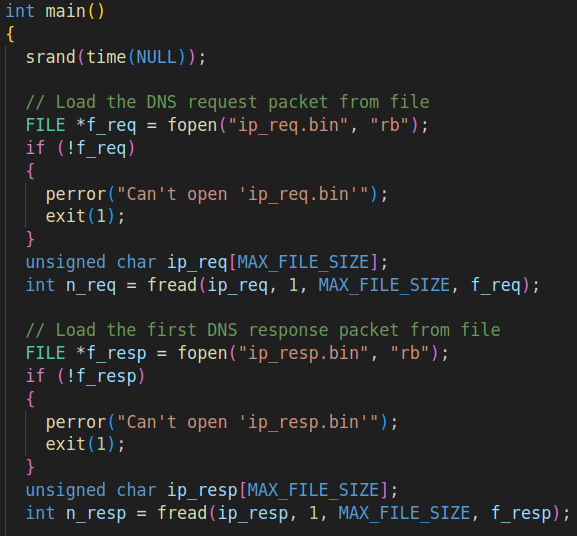 int main()
{
  srand(time(NULL));

  // Load the DNS request packet from file
  FILE *f_req = fopen("ip_req.bin", "rb");
  if (!f_req)
  {
    perror("Can't open 'ip_req.bin'");
    exit(1);
  }
  unsigned char ip_req[MAX_FILE_SIZE];
  int n_req = fread(ip_req, 1, MAX_FILE_SIZE, f_req);

  // Load the first DNS response packet from file
  FILE *f_resp = fopen("ip_resp.bin", "rb");
  if (!f_resp)
  {
    perror("Can't open 'ip_resp.bin'");
    exit(1);
  }
  unsigned char ip_resp[MAX_FILE_SIZE];
  int n_resp = fread(ip_resp, 1, MAX_FILE_SIZE, f_resp);